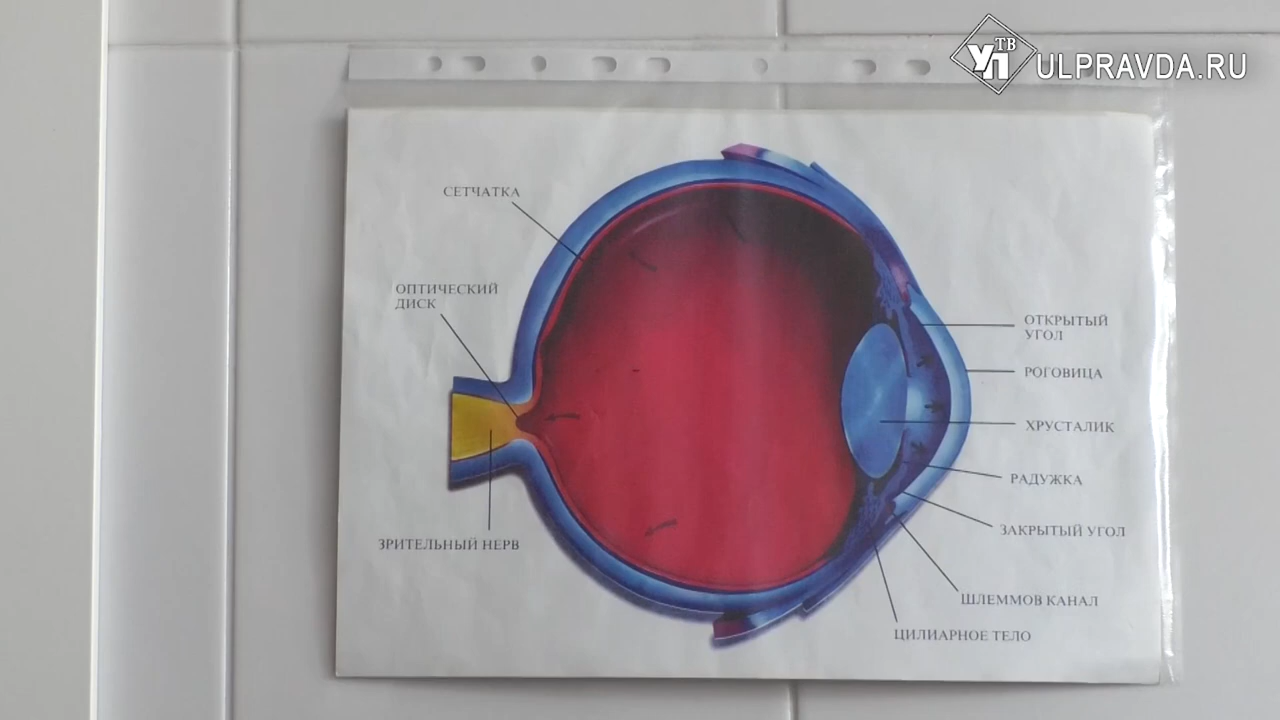 УП ТВ
ULPRAVDA.RU
СЕТЧАТКА
ОПТИЧЕСКИЙ
ДИСК
ЗРИТЕЛЬНЫЙ НЕРВ
ОТКРЫТЫЙ
УГОЛ
РОГОВИЦА
ХРУСТАЛИК
РАДУЖКА
ЗАКРЫТЫЙ УГОЛ
ШЛЕММОВ КАНАЛ
ЦИЛИАРНОЕ ТЕЛО